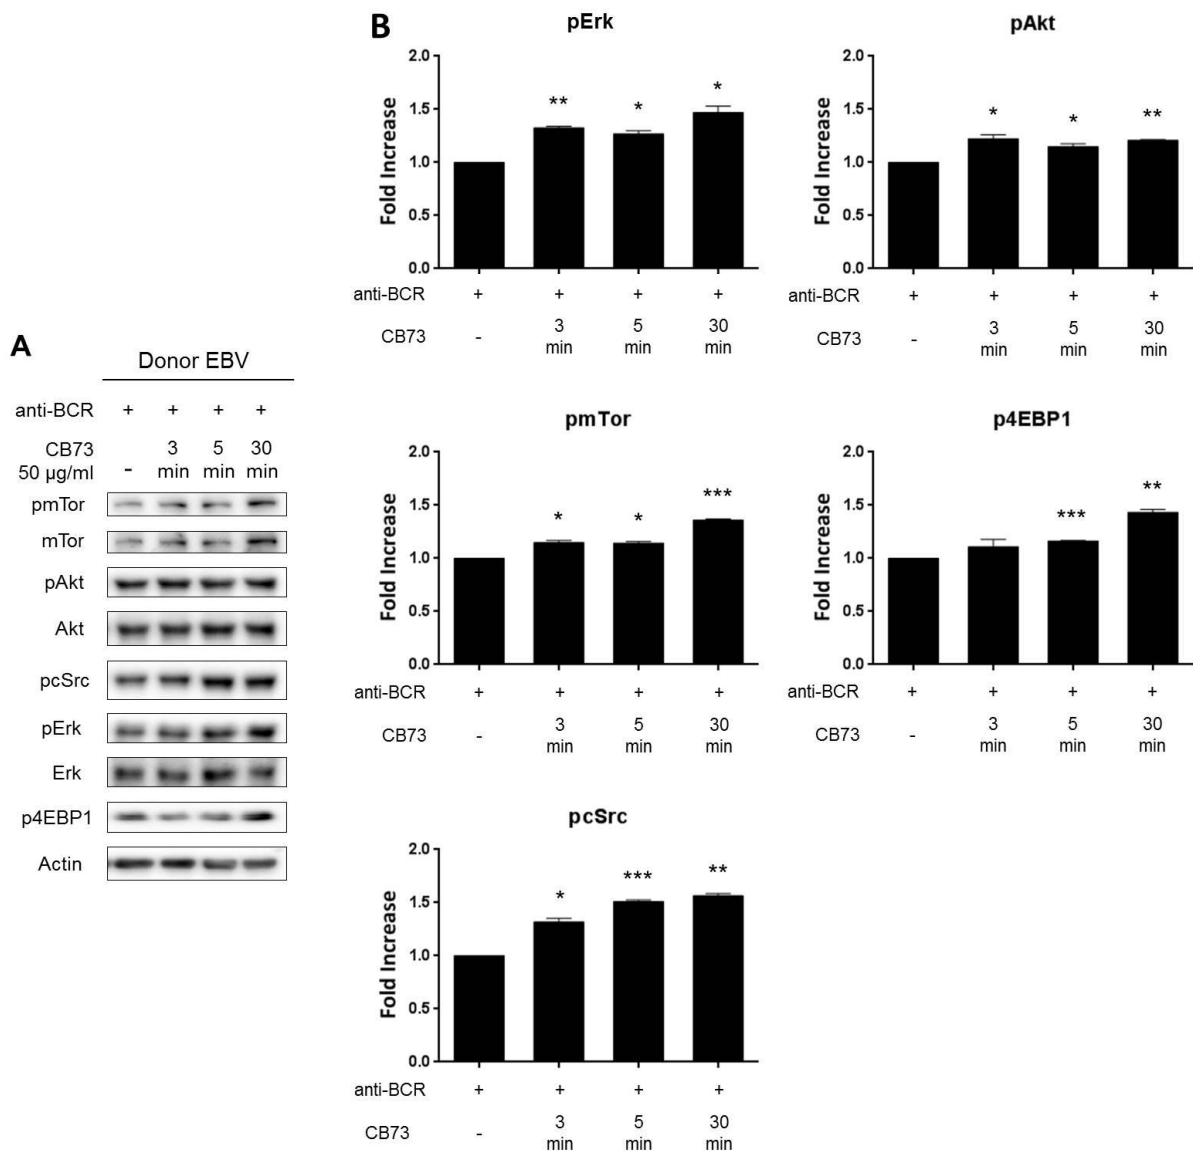 A
Donor EBV
anti-BCR + + + +
CB73 3 5 30
50 µg/ml - min min min
pmTor
mTor
pAkt
Akt
pcSrc
pErk
Erk
p4EBP1
Actin
B
pErk
Fold Increase
2.0
1.5
1.0
0.5
0.0
** * *
anti-BCR + + + +
CB73 - 3 5 30
min min min
pAkt
Fold Increase
2.0
1.5
1.0
0.5
0.0
* * **
anti-BCR + + + +
CB73 - 3 5 30
min min min
pmTor
Fold Increase
2.0
1.5
1.0
0.5
0.0
* * ***
anti-BCR + + + +
CB73 - 3 5 30
min min min
p4EBP1
Fold Increase
2.0
1.5
1.0
0.5
0.0
*** **
anti-BCR + + + +
CB73 - 3 5 30
min min min
pcSrc
Fold Increase
2.0
1.5
1.0
0.5
0.0
* *** **
anti-BCR + + + +
CB73 - 3 5 30
min min min